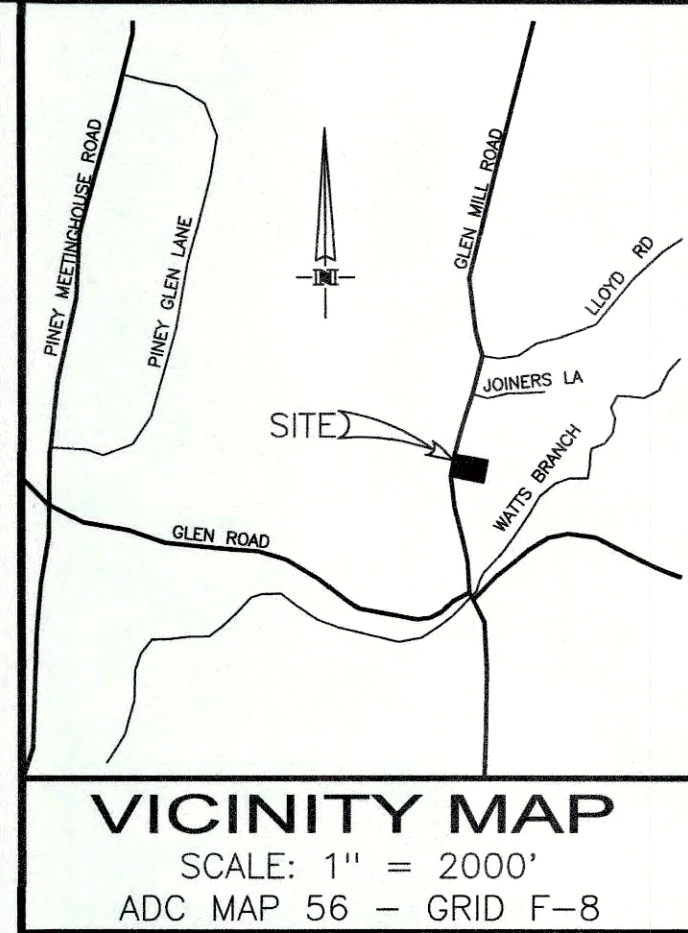 PINEY MEETINGHOUSE ROAD
PINEY GLEN LANE
N
GLEN MILL ROAD
LLOYD RD
JOINERS LA
SITE
WATTS BRANCH
GLEN ROAD
VICINITY MAP
SCALE: 1" = 2000'
ADC MAP 56 - GRID F-8